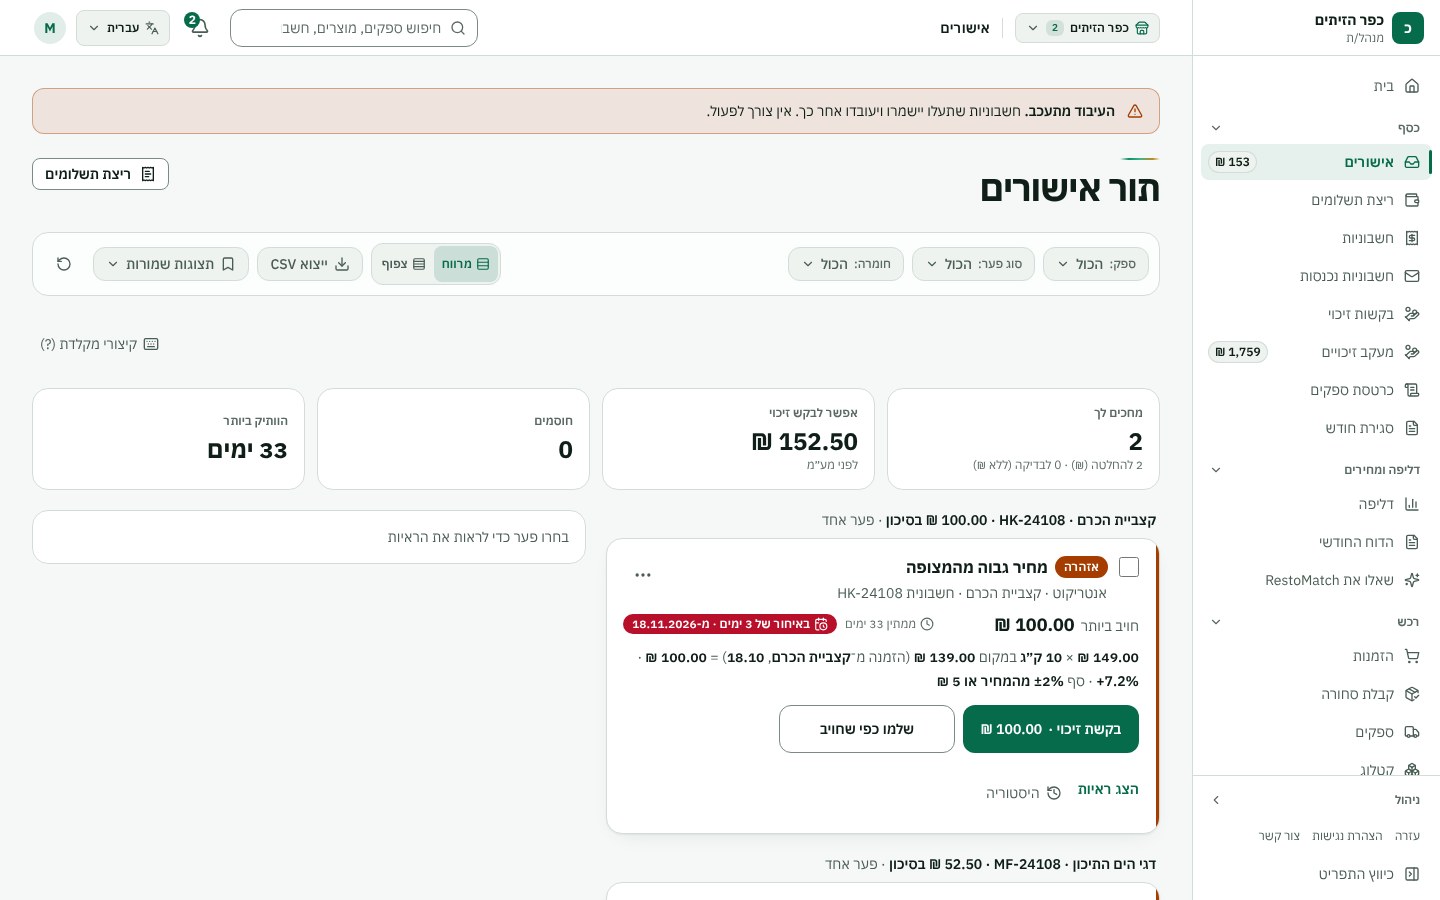 כ
כפר הזיתים
מנהל/ת
כפר הזיתים 2
אישורים
חיפוש ספקים, מוצרים, חשב
2
עברית
M
בית
כסף
אישורים
153 ₪
ריצת תשלומים
חשבוניות
חשבוניות נכנסות
בקשות זיכוי
מעקב זיכויים
1,759 ₪
כרטסת ספקים
סגירת חודש
דליפה ומחירים
דליפה
הדוח החודשי
שאלו את RestoMatch
רכש
הזמנות
קבלת סחורה
ספקים
קטלוג
ניהול
עזרה הצהרת נגישות צור קשר
כיווץ התפריט
העיבוד מתעכב. חשבוניות שתעלו יישמרו ויעובדו אחר כך. אין צורך לפעול.
תור אישורים
ריצת תשלומים
ספק: הכול
סוג פער: הכול
חומרה: הכול
מרווח
צפוף
ייצוא CSV
תצוגות שמורות
קיצורי מקלדת (?)
מחכים לך
2
2 להחלטה (₪) · 0 לבדיקה (ללא ₪)
אפשר לבקש זיכוי
152.50 ₪
לפני מע״מ
חוסמים
0
הוותיק ביותר
33 ימים
קצביית הכרם · HK-24108 · 100.00 ₪ בסיכון · פער אחד
אזהרה
מחיר גבוה מהמצופה
אנטריקוט · קצביית הכרם · חשבונית HK-24108
חויב ביותר 100.00 ₪
ממתין 33 ימים
באיחור של 3 ימים · מ-18.11.2026
149.00 ₪ × 10 ק״ג במקום 139.00 ₪ (הזמנה מ־קצביית הכרם, 18.10) = 100.00 ₪ ·
+7.2% · סף ±2% מהמחיר או 5 ₪
בקשת זיכוי · 100.00 ₪
שלמו כפי שחויב
הצג ראיות
היסטוריה
בחרו פער כדי לראות את הראיות
דגי הים התיכון · MF-24108 · 52.50 ₪ בסיכון · פער אחד